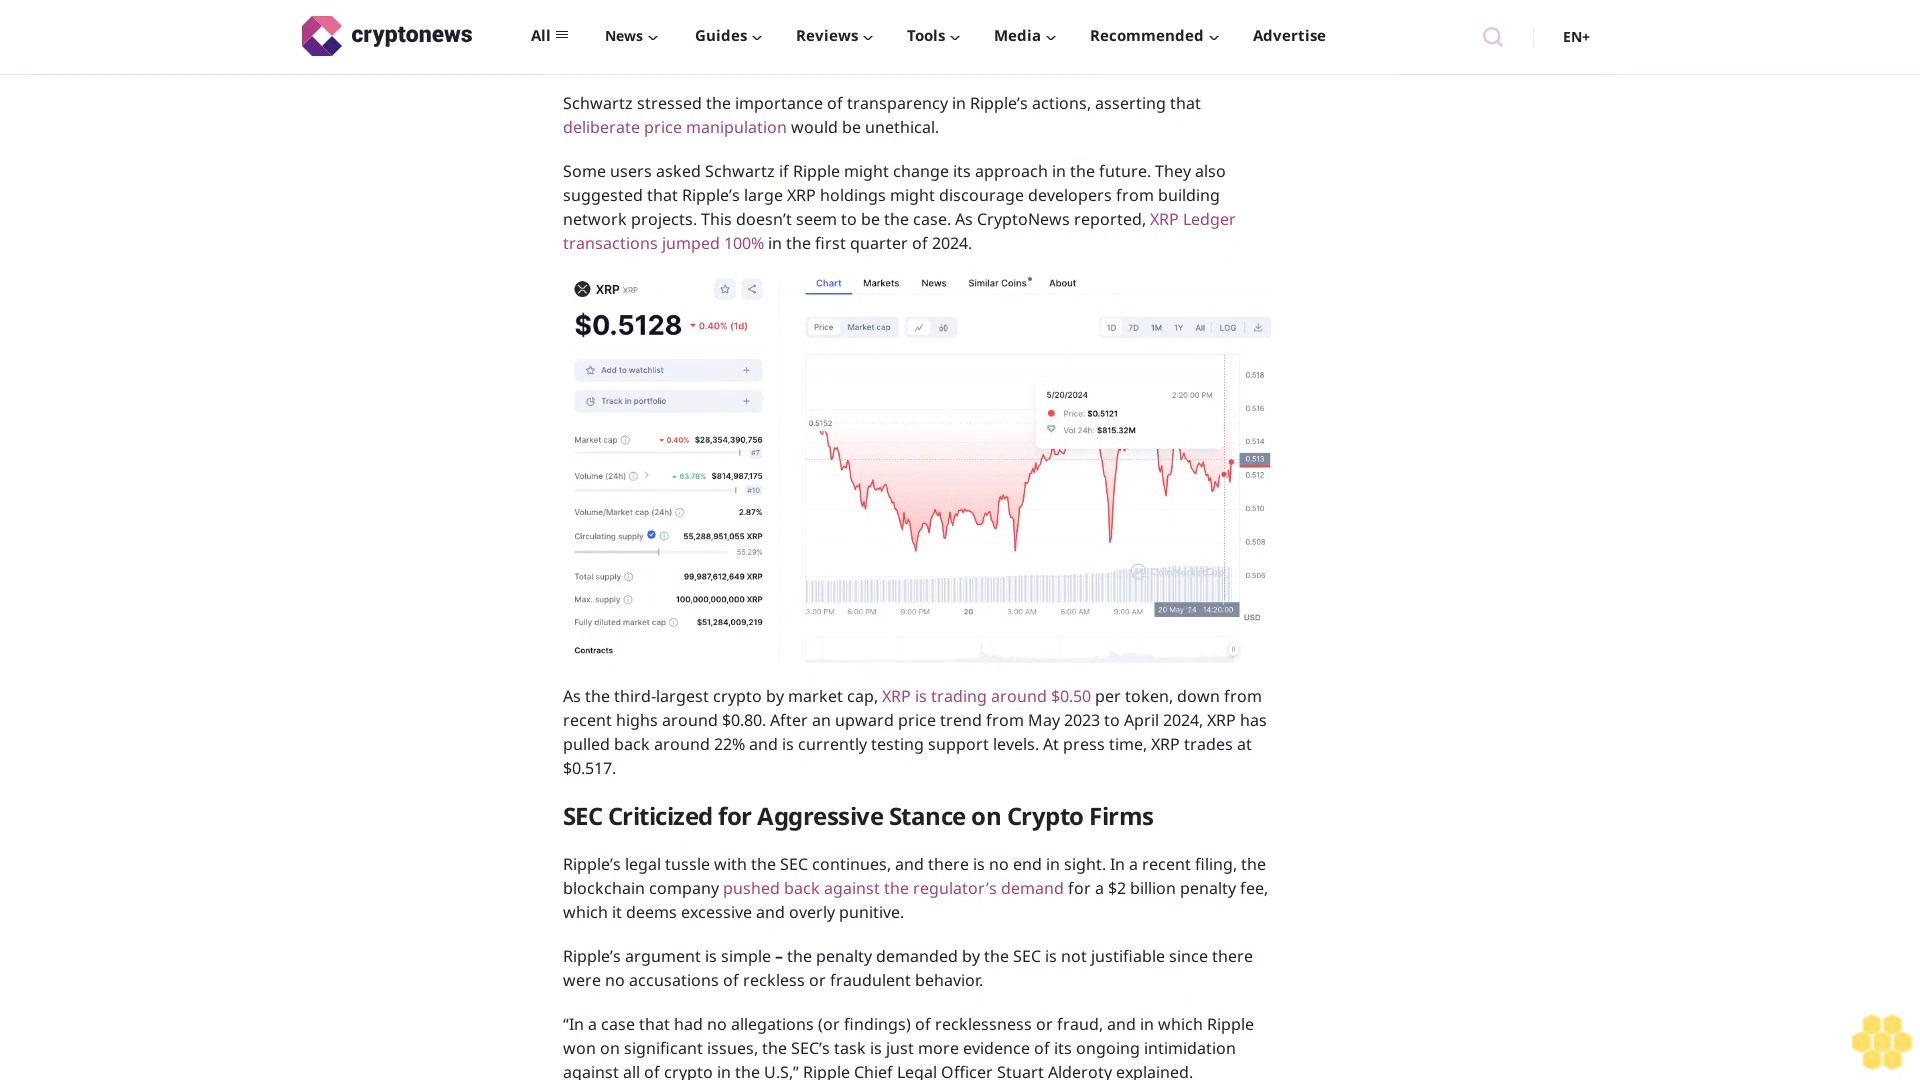 cryptonews
All
News
Guides
Reviews
Tools
Media
Recommended
Advertise
EN+
Schwartz stressed the importance of transparency in Ripple’s actions, asserting that
deliberate price manipulation would be unethical.
Some users asked Schwartz if Ripple might change its approach in the future. They also
suggested that Ripple’s large XRP holdings might discourage developers from building
network projects. This doesn’t seem to be the case. As CryptoNews reported, XRP Ledger
transactions jumped 100% in the first quarter of 2024.
XRP XRP
$0.5128 0.40% (1d)
Add to watchlist +
Track in portfolio +
Market cap 0.40% $28,354,390,756
#7
Volume (24h) 63.78% $814,987,175
#10
Volume/Market cap (24h) 2.87%
Circulating supply 55,288,951,055 XRP
55.29%
Total supply 99,987,612,649 XRP
Max. supply 100,000,000,000 XRP
Fully diluted market cap $51,284,009,219
Contracts
Chart Markets News Similar Coins About
Price Market cap
1D 7D 1M 1Y All LOG
0.5152
5/20/2024 2:20:00 PM
Price: $0.5121
Vol 24h: $815.32M
0.518
0.516
0.514
0.513
0.512
0.510
0.508
0.506
CoinMarketCap
3:00 PM 6:00 PM 9:00 PM 20 3:00 AM 6:00 AM 9:00 AM 20 May '24 14:20:00
USD
As the third-largest crypto by market cap, XRP is trading around $0.50 per token, down from
recent highs around $0.80. After an upward price trend from May 2023 to April 2024, XRP has
pulled back around 22% and is currently testing support levels. At press time, XRP trades at
$0.517.
SEC Criticized for Aggressive Stance on Crypto Firms
Ripple’s legal tussle with the SEC continues, and there is no end in sight. In a recent filing, the
blockchain company pushed back against the regulator’s demand for a $2 billion penalty fee,
which it deems excessive and overly punitive.
Ripple’s argument is simple – the penalty demanded by the SEC is not justifiable since there
were no accusations of reckless or fraudulent behavior.
“In a case that had no allegations (or findings) of recklessness or fraud, and in which Ripple
won on significant issues, the SEC’s task is just more evidence of its ongoing intimidation
against all of crypto in the U.S,” Ripple Chief Legal Officer Stuart Alderoty explained.